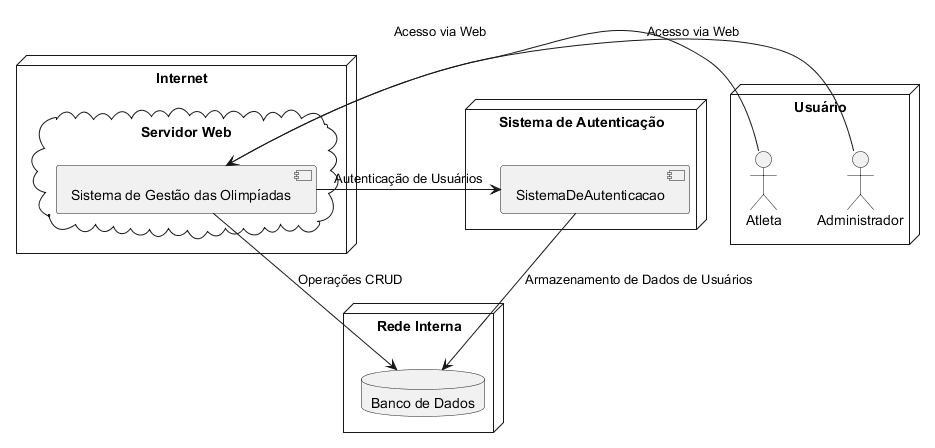 Acesso via Web
Acesso via Web
Internet
Servidor Web
Sistema de Gestão das Olimpíadas
Autenticação de Usuários
Sistema de Autenticação
SistemaDeAutenticacao
Usuário
Atleta
Administrador
Operações CRUD
Armazenamento de Dados de Usuários
Rede Interna
Banco de Dados